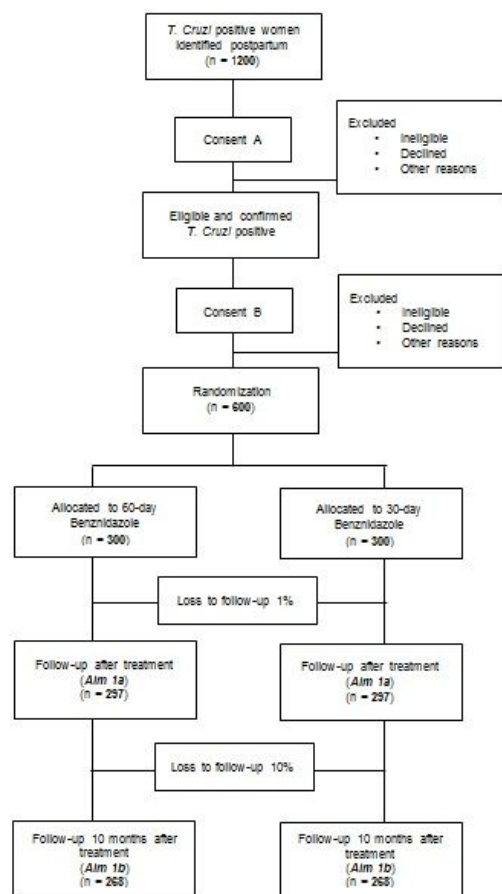 T. Cruzi positive women
identified postpartum
(n = 1200)
Consent A
Excluded
• Ineligible
• Declined
• Other reasons
Eligible and confirmed
T. Cruzi positive
Consent B
Excluded
• Ineligible
• Declined
• Other reasons
Randomization
(n = 600)
Allocated to 60-day
Benznidazole
(n = 300)
Allocated to 30-day
Benznidazole
(n = 300)
Loss to follow-up 1%
Follow-up after treatment
(Aim 1a)
(n = 297)
Follow-up after treatment
(Aim 1a)
(n = 297)
Loss to follow-up 10%
Follow-up 10 months after
treatment
(Aim 1b)
(n = 268)
Follow-up 10 months after
treatment
(Aim 1b)
(n = 268)